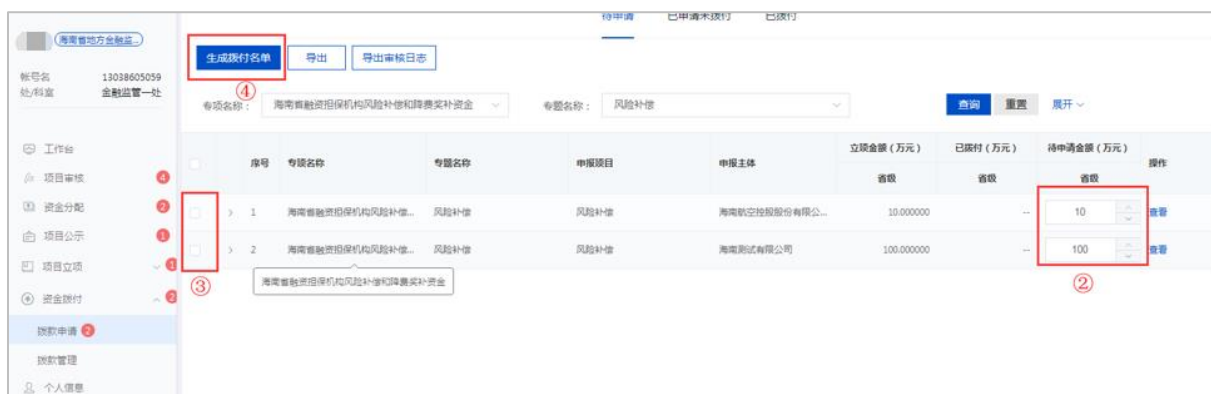 待申请 已申请未拨付 已拨付
海南省地方金融监...
生成拨付名单 导出 导出审核日志
帐号名 13038605059
处/科室 金融监管一处
④
专项名称： 海南省融资担保机构风险补偿和降费奖补资金 专题名称： 风险补偿 查询 重置 展开
工作台
序号 专项名称 专题名称 申报项目 申报主体 立项金额（万元） 已拨付（万元） 待申请金额（万元） 操作
省级 省级 省级
项目审核 4
资金分配 2
1 海南省融资担保机构风险补偿... 风险补偿 风险补偿 海南航空控股股份有限公... 10.000000 -- 10 查看
项目公示 1
2 海南省融资担保机构风险补偿... 风险补偿 风险补偿 海南测试有限公司 100.000000 -- 100 查看
项目立项 1
海南省融资担保机构风险补偿和降费奖补资金
③
②
资金拨付 2
拨款申请 2
拨款管理
个人信息